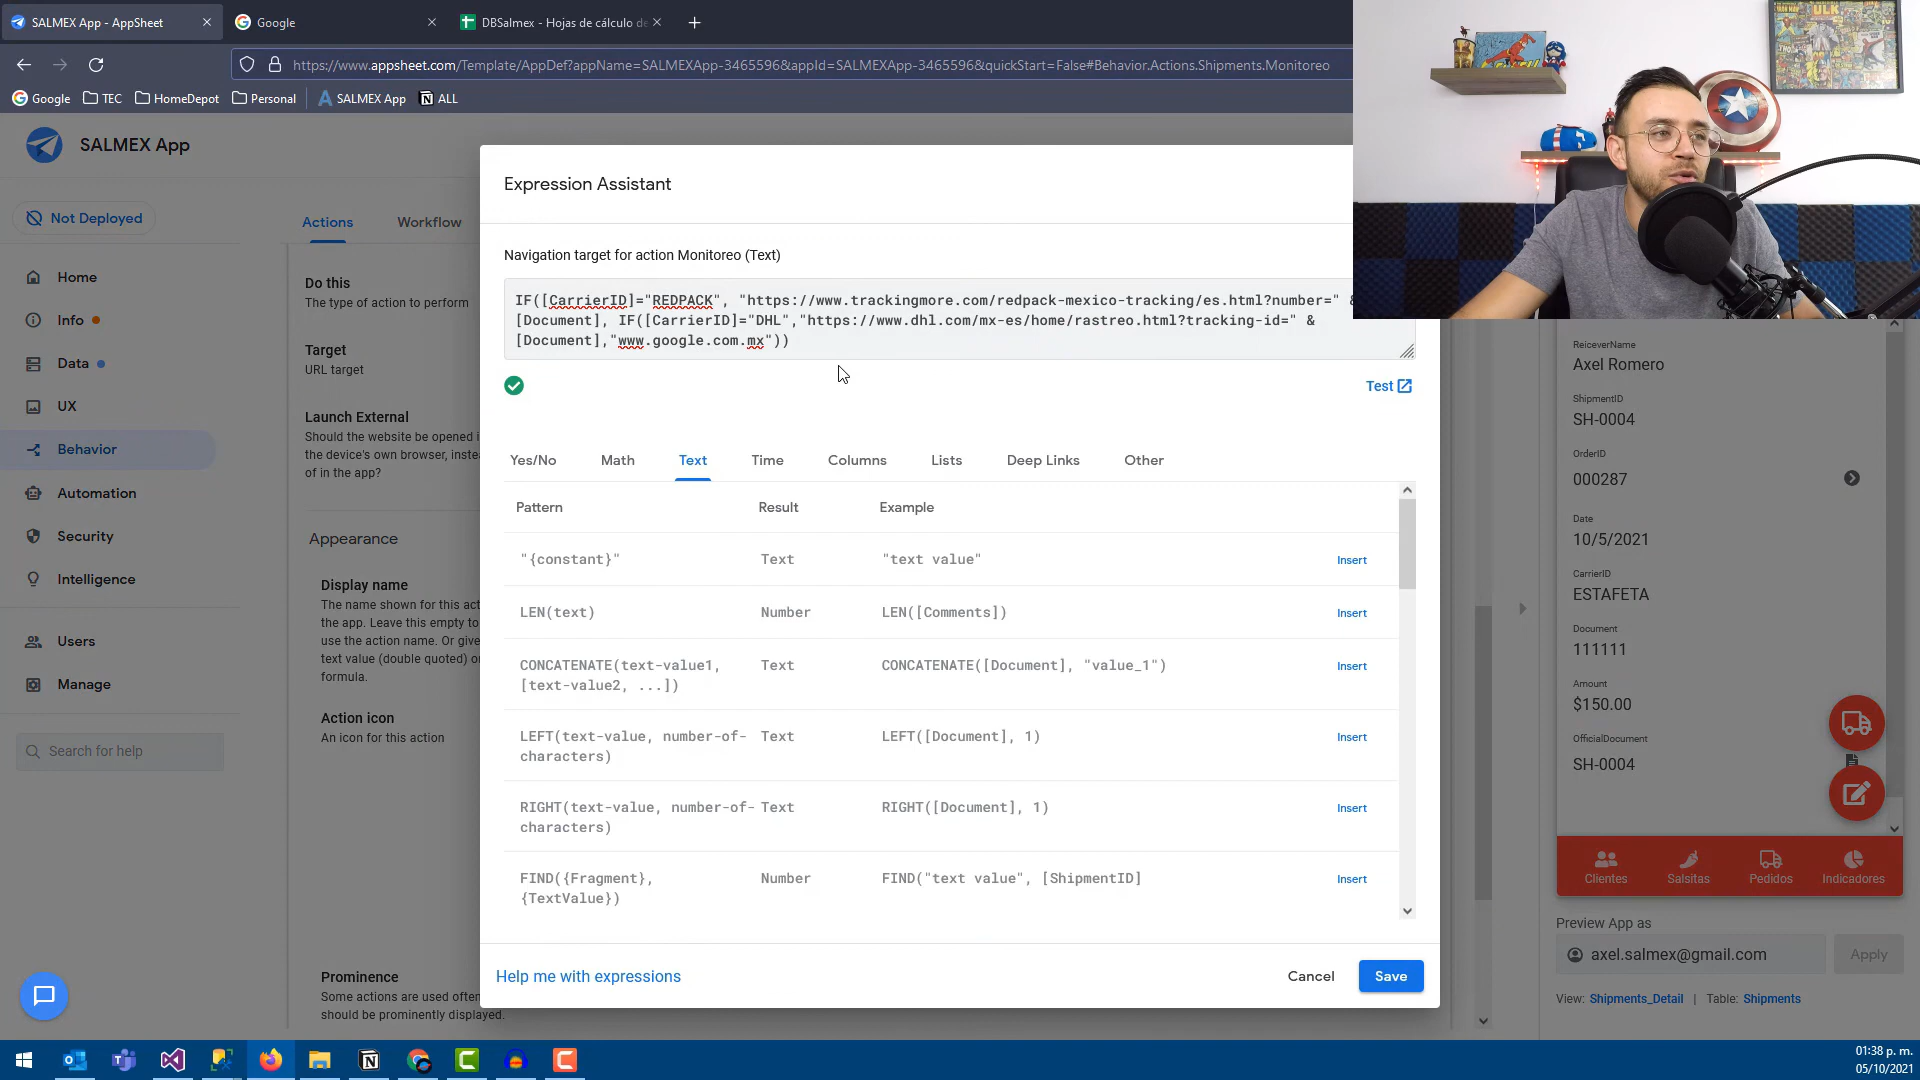 SALMEX App - AppSheet
Google
DBSalmex - Hojas de cálculo de
https://www.appsheet.com/Template/AppDef?appName=SALMEXApp-3465596&appId=SALMEXApp-3465596&quickStart=False#Behavior.Actions.Shipments.Monitoreo
Google
TEC
HomeDepot
Personal
SALMEX App
ALL
SALMEX App
Not Deployed
Home
Info
Data
UX
Behavior
Automation
Security
Intelligence
Users
Manage
Search for help
Actions
Workflow
Do this
The type of action to perform
Target
URL target
Launch External
Should the website be opened i
the device's own browser, inste
of in the app?
Appearance
Display name
The name shown for this act
the app. Leave this empty to
use the action name. Or give
text value (double quoted) o
formula.
Action icon
An icon for this action
Prominence
Some actions are used often
should be prominently displayed.
Expression Assistant
Navigation target for action Monitoreo (Text)
IF([CarrierID]="REDPACK", "https://www.trackingmore.com/redpack-mexico-tracking/es.html?number=" &
[Document], IF([CarrierID]="DHL","https://www.dhl.com/mx-es/home/rastreo.html?tracking-id=" &
[Document],"www.google.com.mx"))
Test
Yes/No
Math
Text
Time
Columns
Lists
Deep Links
Other
Pattern
Result
Example
"{constant}"
Text
"text value"
Insert
LEN(text)
Number
LEN([Comments])
Insert
CONCATENATE(text-value1,
[text-value2, ...])
Text
CONCATENATE([Document], "value_1")
Insert
LEFT(text-value, number-of-
characters)
Text
LEFT([Document], 1)
Insert
RIGHT(text-value, number-of-
characters)
Text
RIGHT([Document], 1)
Insert
FIND({Fragment},
{TextValue})
Number
FIND("text value", [ShipmentID]
Insert
Help me with expressions
Cancel
Save
ReiceverName
Axel Romero
ShipmentID
SH-0004
OrderID
000287
Date
10/5/2021
CarrierID
ESTAFETA
Document
111111
Amount
$150.00
OfficialDocument
SH-0004
Clientes
Salsitas
Pedidos
Indicadores
Preview App as
axel.salmex@gmail.com
Apply
View: Shipments_Detail | Table: Shipments
01:38 p. m.
05/10/2021